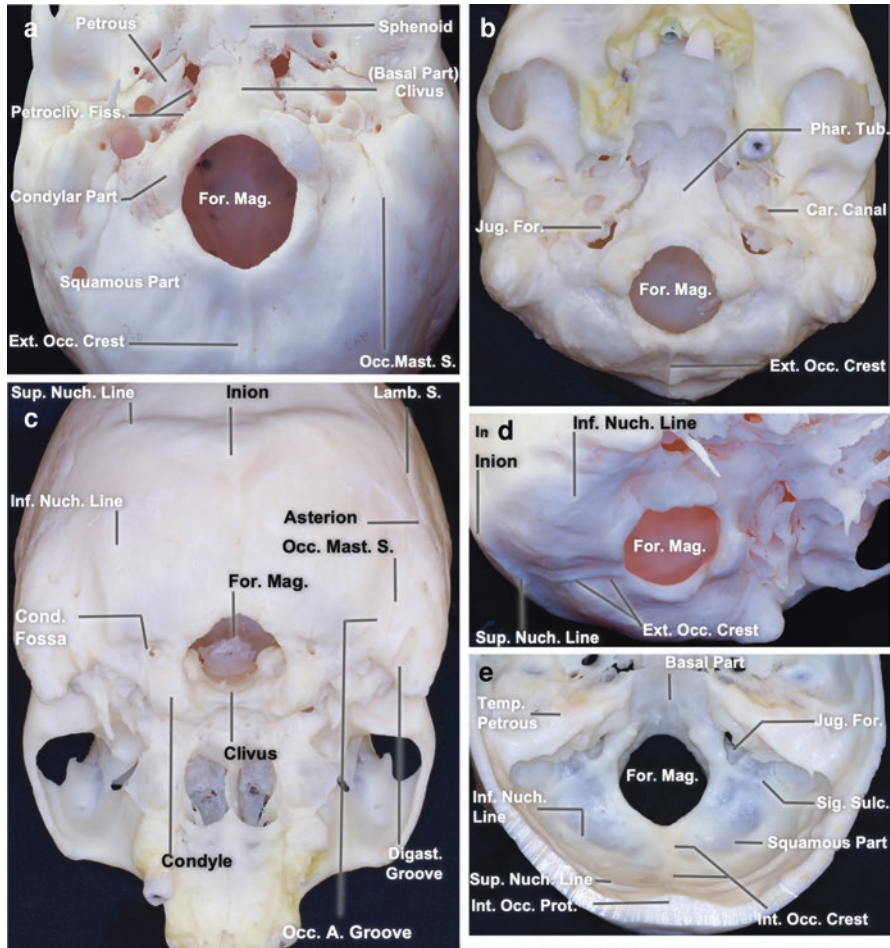 a
Petrous
Sphenoid
(Basal Part)
Clivus
Petrocliv. Fiss.
Condylar Part
For. Mag.
Squamous Part
Ext. Occ. Crest
Occ.Mast. S.
b
Phar. Tub.
Car. Canal
Jug. For.
For. Mag.
Ext. Occ. Crest
c
Sup. Nuch. Line
Inion
Lamb. S.
Inf. Nuch. Line
Asterion
Occ. Mast. S.
For. Mag.
Cond.
Fossa
Clivus
Condyle
Digast.
Groove
Occ. A. Groove
d
In
Inf. Nuch. Line
Inion
For. Mag.
Ext. Occ. Crest
Sup. Nuch. Line
e
Basal Part
Temp.
Petrous
Jug. For.
For. Mag.
Sig. Sulc.
Inf. Nuch.
Line
Squamous Part
Sup. Nuch. Line
Int. Occ. Prot.
Int. Occ. Crest